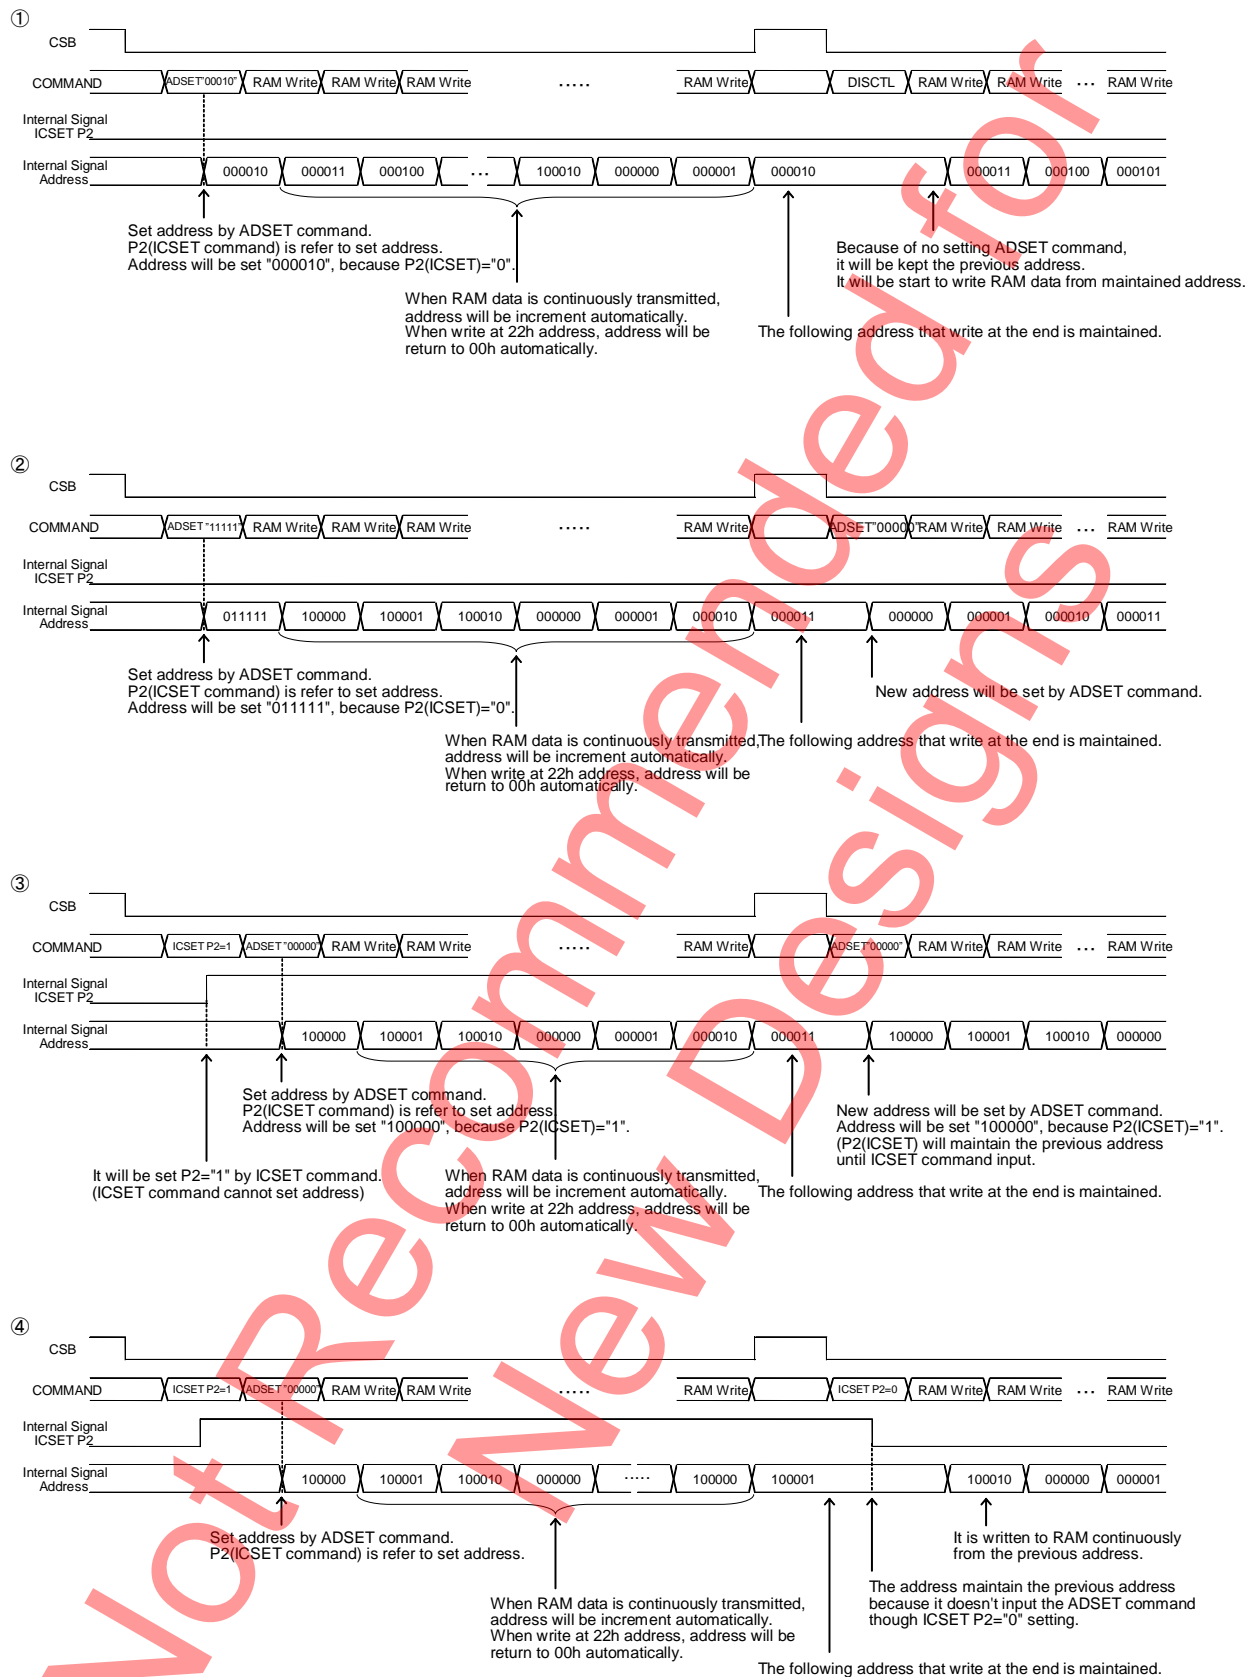 ①
CSB
COMMAND ADSET"00010" RAM Write RAM Write RAM Write ..... RAM Write DISCTL RAM Write RAM Write ... RAM Write
Internal Signal
ICSET P2
Internal Signal
Address 000010 000011 000100 ... 100010 000000 000001 000010 000011 000100 000101
Set address by ADSET command.
P2(ICSET command) is refer to set address.
Address will be set "000010", because P2(ICSET)="0".
Because of no setting ADSET command,
it will be kept the previous address.
It will be start to write RAM data from maintained address.
When RAM data is continuously transmitted,
address will be increment automatically.
When write at 22h address, address will be
return to 00h automatically.
The following address that write at the end is maintained.
②
CSB
COMMAND ADSET"11111" RAM Write RAM Write RAM Write ..... RAM Write ADSET"00000" RAM Write RAM Write ... RAM Write
Internal Signal
ICSET P2
Internal Signal
Address 011111 100000 100001 100010 000000 000001 000010 000011 000000 000001 000010 000011
Set address by ADSET command.
P2(ICSET command) is refer to set address.
Address will be set "011111", because P2(ICSET)="0".
New address will be set by ADSET command.
When RAM data is continuously transmitted,
address will be increment automatically.
When write at 22h address, address will be
return to 00h automatically.
The following address that write at the end is maintained.
③
CSB
COMMAND ICSET P2=1 ADSET"00000" RAM Write RAM Write ..... RAM Write ADSET"00000" RAM Write RAM Write ... RAM Write
Internal Signal
ICSET P2
Internal Signal
Address 100000 100001 100010 000000 000001 000010 000011 100000 100001 100010 000000
Set address by ADSET command.
P2(ICSET command) is refer to set address.
Address will be set "100000", because P2(ICSET)="1".
New address will be set by ADSET command.
Address will be set "100000", because P2(ICSET)="1".
(P2(ICSET) will maintain the previous address
until ICSET command input.
It will be set P2="1" by ICSET command.
(ICSET command cannot set address)
When RAM data is continuously transmitted,
address will be increment automatically.
When write at 22h address, address will be
return to 00h automatically.
The following address that write at the end is maintained.
④
CSB
COMMAND ICSET P2=1 ADSET"00000" RAM Write RAM Write ..... RAM Write ICSET P2=0 RAM Write RAM Write ... RAM Write
Internal Signal
ICSET P2
Internal Signal
Address 100000 100001 100010 000000 ..... 100000 100001 100010 000000 000001
Set address by ADSET command.
P2(ICSET command) is refer to set address.
It is written to RAM continuously
from the previous address.
The address maintain the previous address
because it doesn't input the ADSET command
though ICSET P2="0" setting.
When RAM data is continuously transmitted,
address will be increment automatically.
When write at 22h address, address will be
return to 00h automatically.
The following address that write at the end is maintained.
Not Recommended for
New Designs